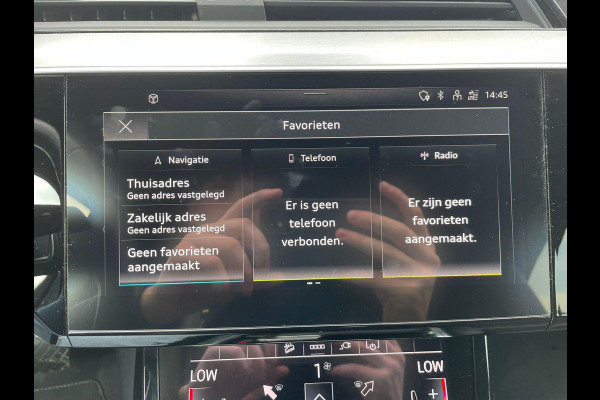 14:45
Favorieten
Navigatie
Thuisadres
Geen adres vastgelegd
Zakelijk adres
Geen adres vastgelegd
Geen favorieten
aangemaakt
Telefoon
Er is geen
telefoon
verbonden.
Radio
Er zijn geen
favorieten
aangemaakt.
LOW
1
LOW